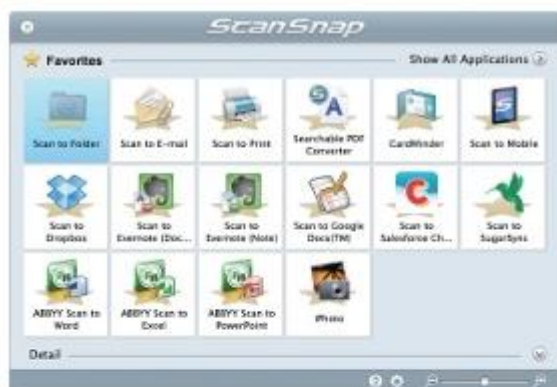 ScanSnap
Favorites
Show All Applications
Scan to Folder
Scan to E-mail
Scan to Print
Searchable PDF
Converter
CardMinder
Scan to Mobile
Scan to
Dropbox
Scan to
Evernote (Doc...
Scan to
Evernote (Note)
Scan to Google
Docs(TM)
Scan to
Salesforce Ch...
Scan to
SugarSync
ABBYY Scan to
Word
ABBYY Scan to
Excel
ABBYY Scan to
PowerPoint
iPhoto
Detail